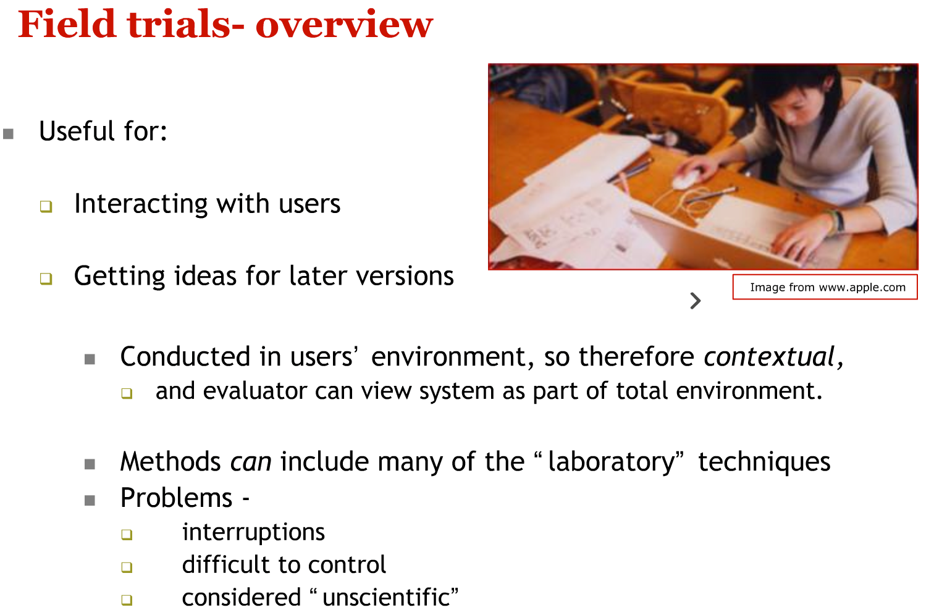 Field trials- overview
Useful for:
Interacting with users
Getting ideas for later versions
Image from www.apple.com
Conducted in users’ environment, so therefore contextual,
and evaluator can view system as part of total environment.
Methods can include many of the “laboratory” techniques
Problems -
interruptions
difficult to control
considered “unscientific”